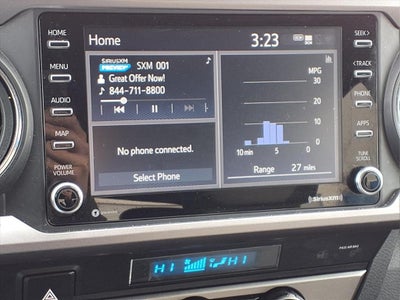 HOME
MENU
AUDIO
MAP
POWER
VOLUME
Home
3:23
SiriusXM
PREVIEW
SXM 001
Great Offer Now!
844-711-8800
No phone connected.
Select Phone
MPG
30
20
10
0
10 min
5
0
Range 27 miles
SEEK>
<TRACK
PHONE
APPS
TUNE
SCROLL
SiriusXM
HI
HI